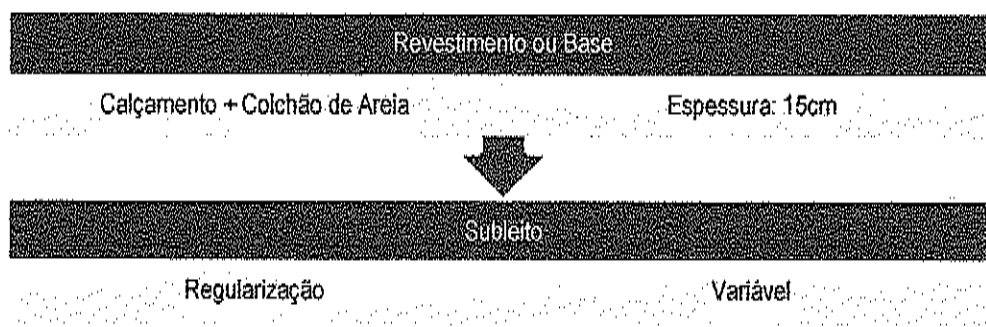 Revestimento ou Base
Calçamento + Colchão de Areia Espessura: 15cm
Subleito
Regularização Variável